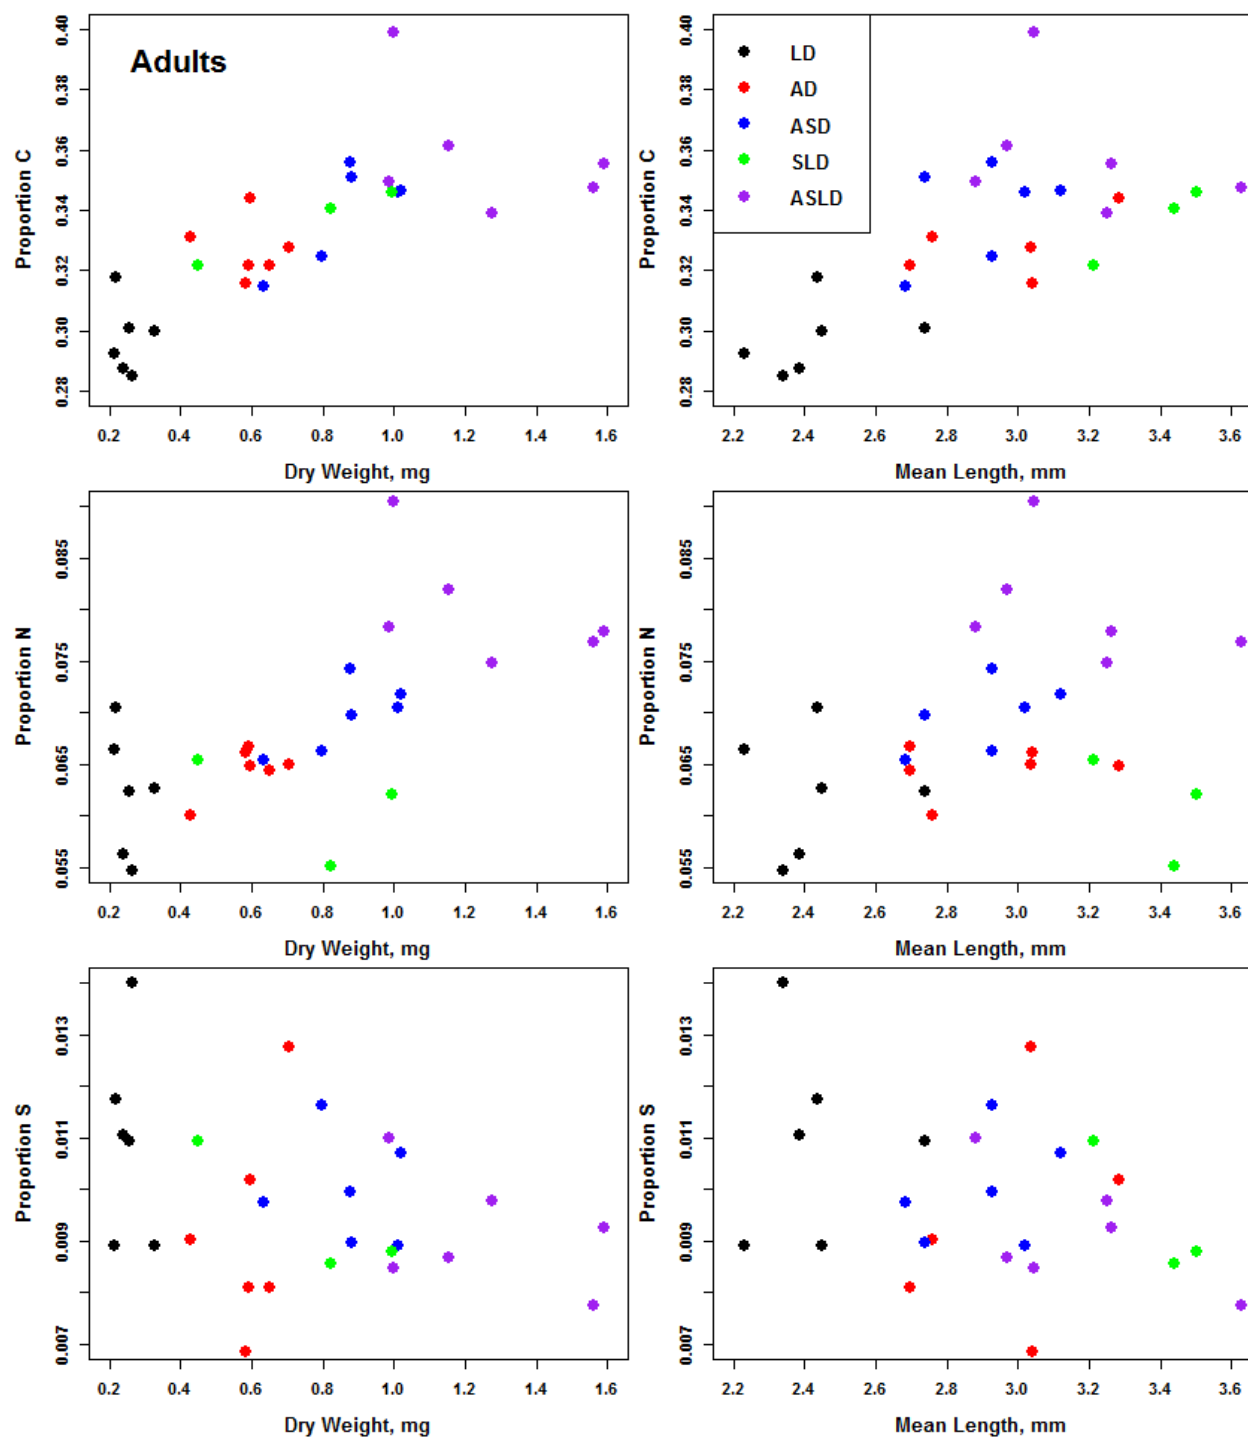 Adults
Proportion C
0.40
0.38
0.36
0.34
0.32
0.30
0.28
0.2 0.4 0.6 0.8 1.0 1.2 1.4 1.6
Dry Weight, mg
LD
AD
ASD
SLD
ASLD
Proportion C
0.40
0.38
0.36
0.34
0.32
0.30
0.28
2.2 2.4 2.6 2.8 3.0 3.2 3.4 3.6
Mean Length, mm
Proportion N
0.085
0.075
0.065
0.055
0.2 0.4 0.6 0.8 1.0 1.2 1.4 1.6
Dry Weight, mg
Proportion N
0.085
0.075
0.065
0.055
2.2 2.4 2.6 2.8 3.0 3.2 3.4 3.6
Mean Length, mm
Proportion S
0.013
0.011
0.009
0.007
0.2 0.4 0.6 0.8 1.0 1.2 1.4 1.6
Dry Weight, mg
Proportion S
0.013
0.011
0.009
0.007
2.2 2.4 2.6 2.8 3.0 3.2 3.4 3.6
Mean Length, mm